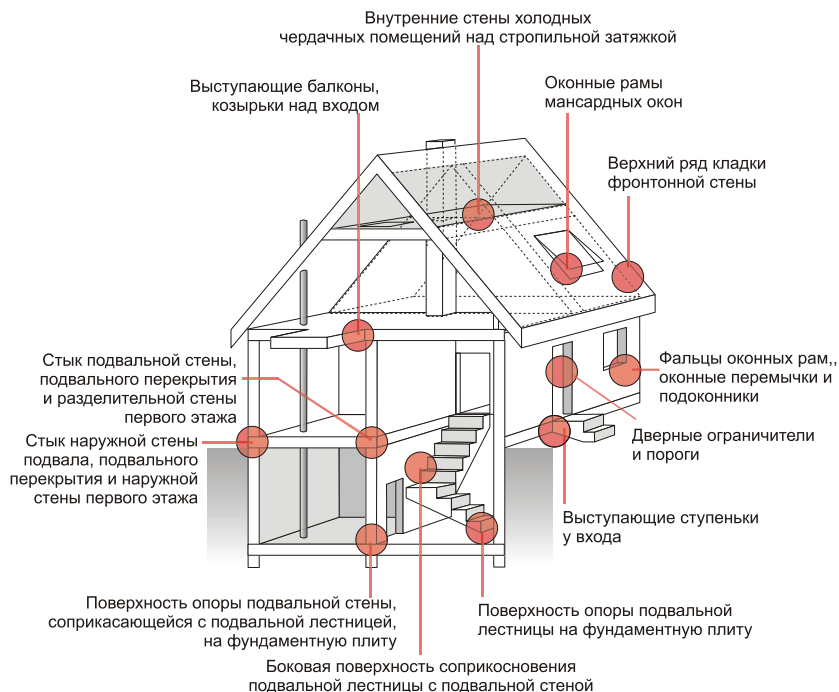 Внутренние стены холодных
чердачных помещений над стропильной затяжкой
Выступающие балконы,
козырьки над входом
Оконные рамы
мансардных окон
Верхний ряд кладки
фронтонной стены
Стык подвальной стены,
подвального перекрытия
и разделительной стены
первого этажа
Фальцы оконных рам,,
оконные перемычки и
подоконники
Стык наружной стены
подвала, подвального
перекрытия и наружной
стены первого этажа
Дверные ограничители
и пороги
Выступающие ступеньки
у входа
Поверхность опоры подвальной стены,
соприкасающейся с подвальной лестницей,
на фундаментную плиту
Поверхность опоры подвальной
лестницы на фундаментную плиту
Боковая поверхность соприкосновения
подвальной лестницы с подвальной стеной